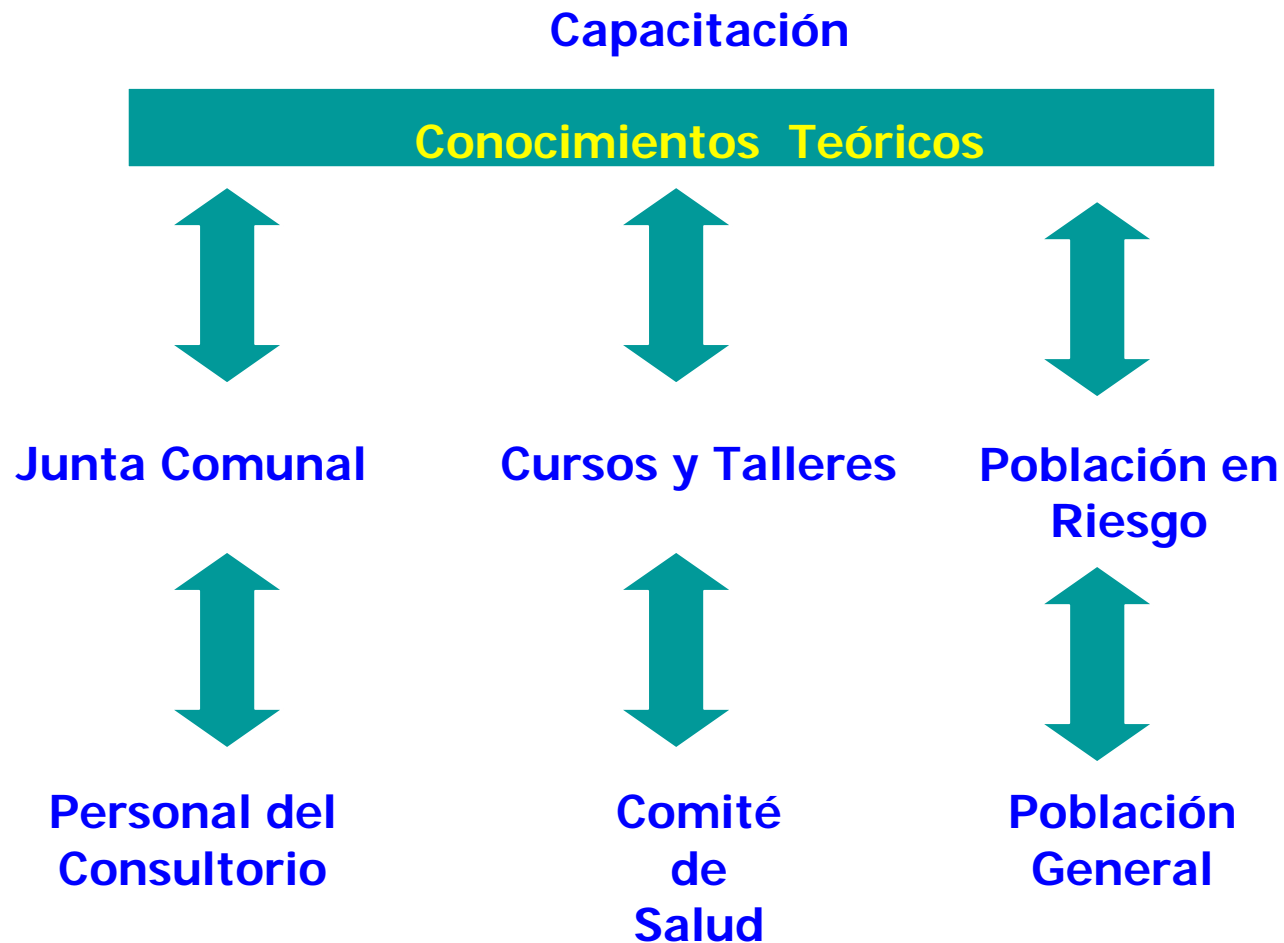 Capacitación
Conocimientos Teóricos
Junta Comunal
Cursos y Talleres
Población en
Riesgo
Personal del
Consultorio
Comité
de
Salud
Población
General